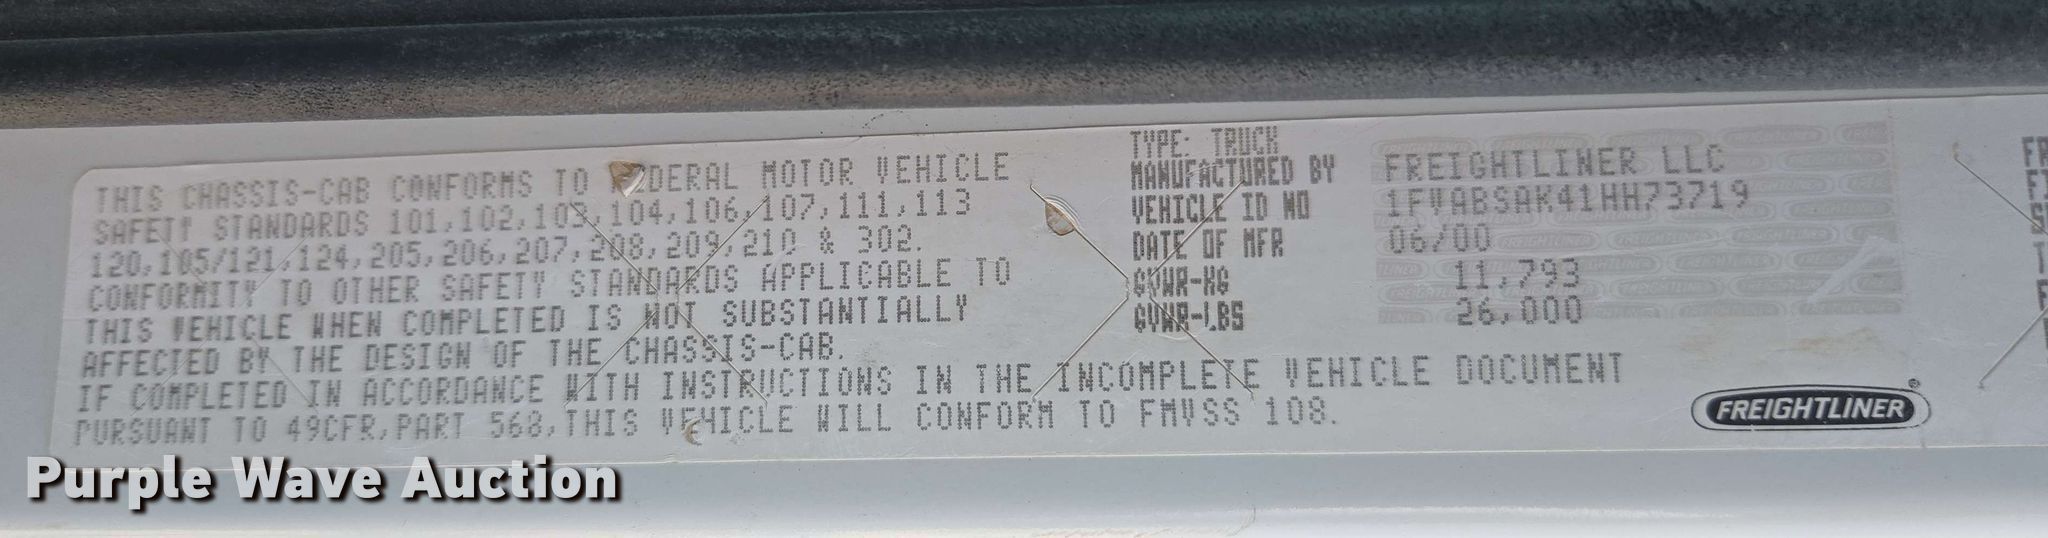 THIS CHASSIS-CAB CONFORMS TO FEDERAL MOTOR VEHICLE
SAFETY STANDARDS 101,102,103,104,106,107,111,113
120,105/121,124,205,206,207,208,209,210 & 302.
CONFORMITY TO OTHER SAFETY STANDARDS APPLICABLE TO
THIS VEHICLE WHEN COMPLETED IS NOT SUBSTANTIALLY
AFFECTED BY THE DESIGN OF THE CHASSIS-CAB.
IF COMPLETED IN ACCORDANCE WITH INSTRUCTIONS IN THE INCOMPLETE VEHICLE DOCUMENT
PURSUANT TO 49CFR,PART 568,THIS VEHICLE WILL CONFORM TO FMVSS 108.
TYPE: TRUCK
MANUFACTURED BY FREIGHTLINER LLC
VEHICLE ID NO 1FVABSAK41HH73719
DATE OF MFR 06/00
GVWR-KG 11,793
GVWR-LBS 26,000
FREIGHTLINER®
Purple Wave Auction